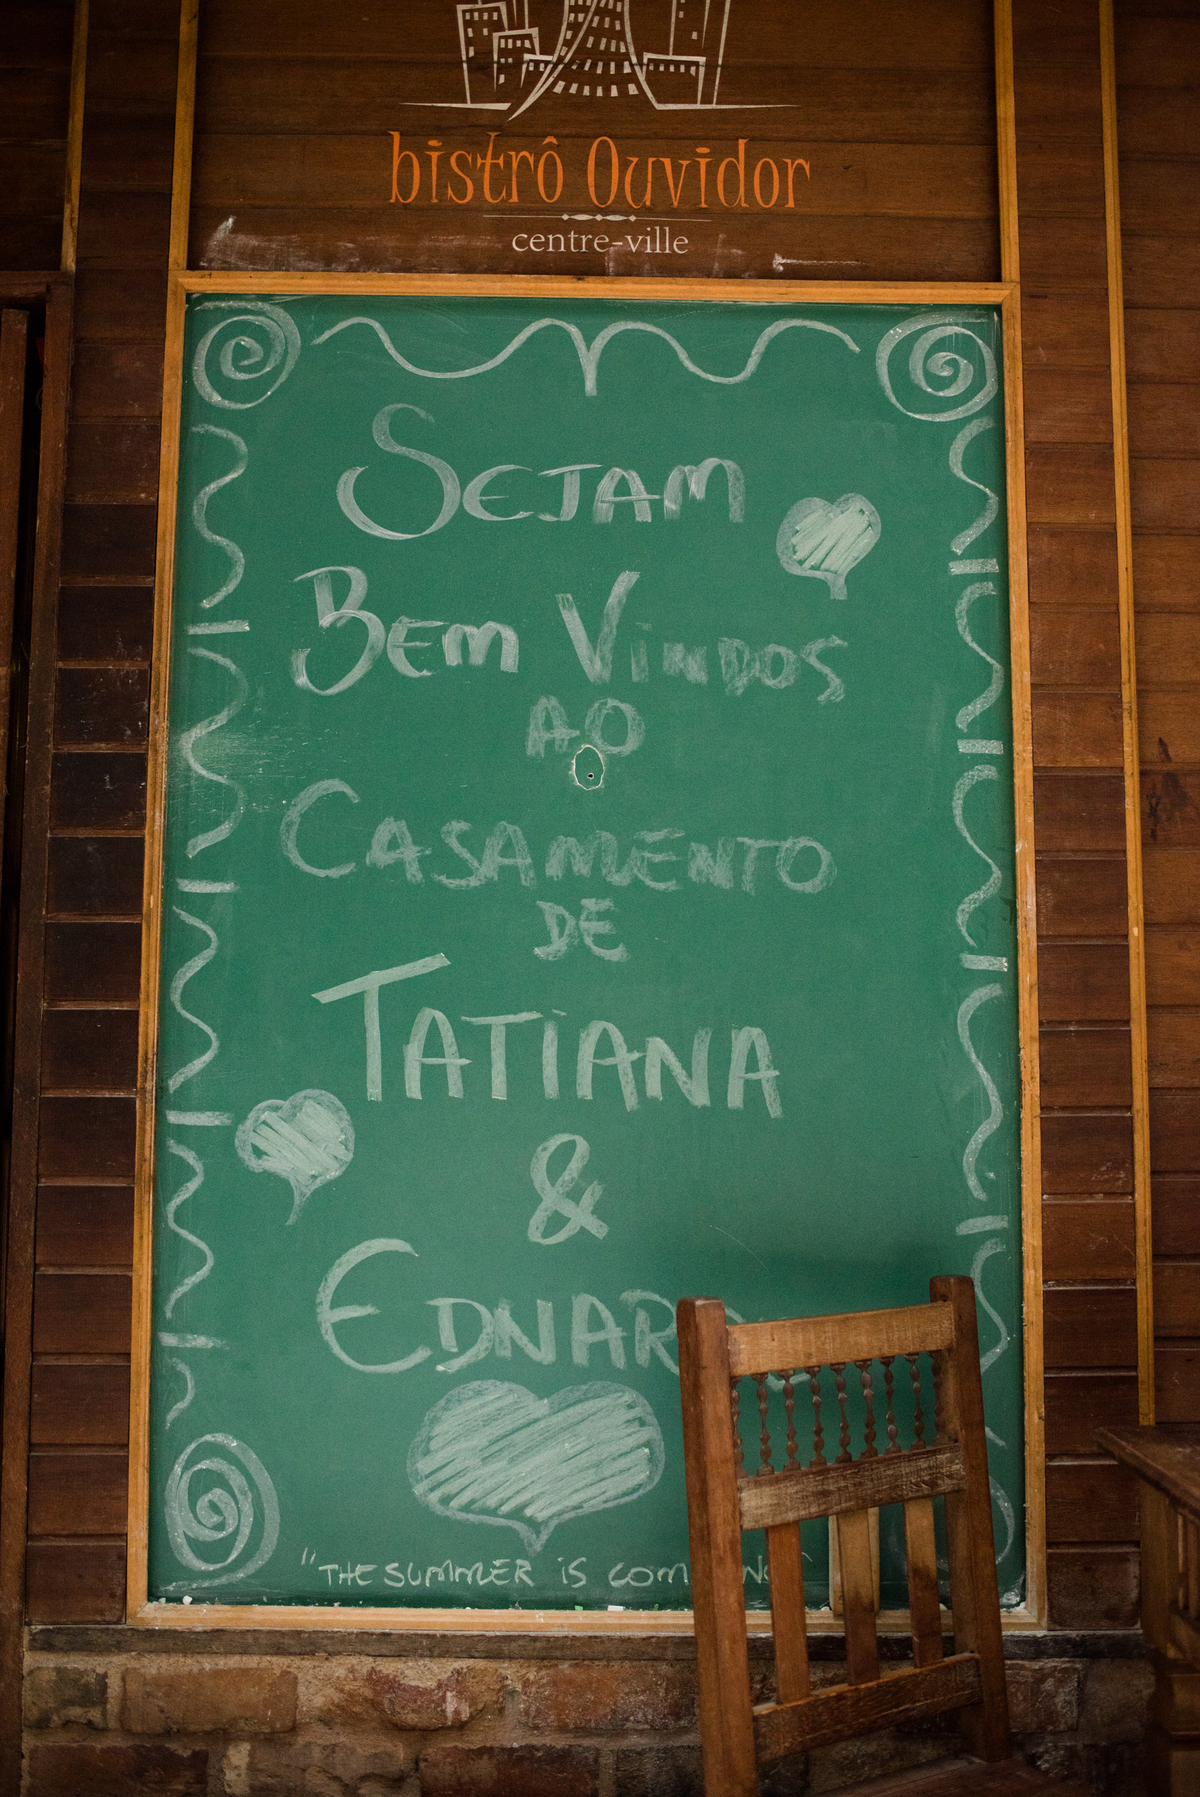 bistrô Ouvidor
centre-ville
SEJAM
BEM VINDOS
AO
CASAMENTO
DE
TATIANA
&
"THE SUMMER IS